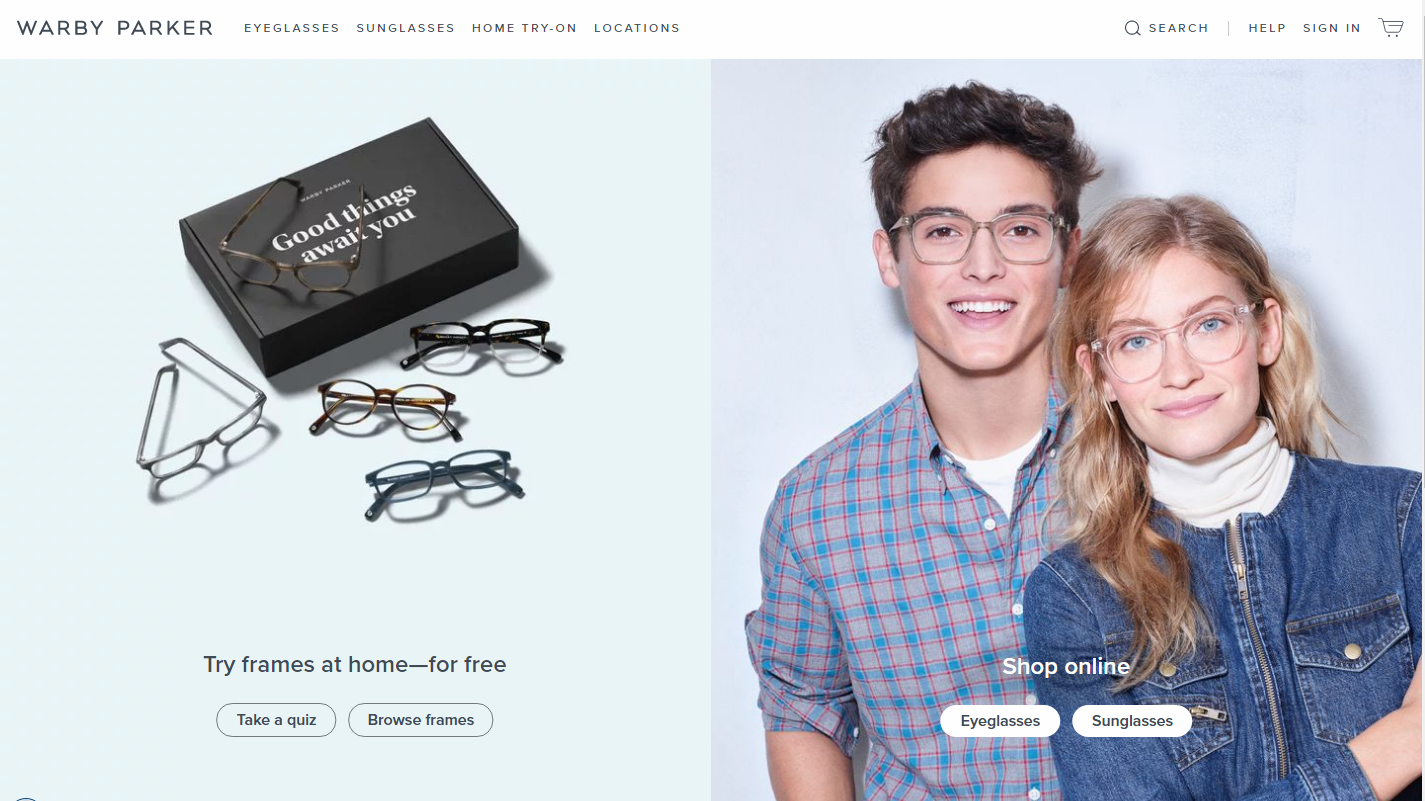 WARBY PARKER
EYEGLASSES SUNGLASSES HOME TRY-ON LOCATIONS
SEARCH HELP SIGN IN
WARBY PARKER
Good things
await you
Try frames at home—for free
Take a quiz Browse frames
Shop online
Eyeglasses Sunglasses